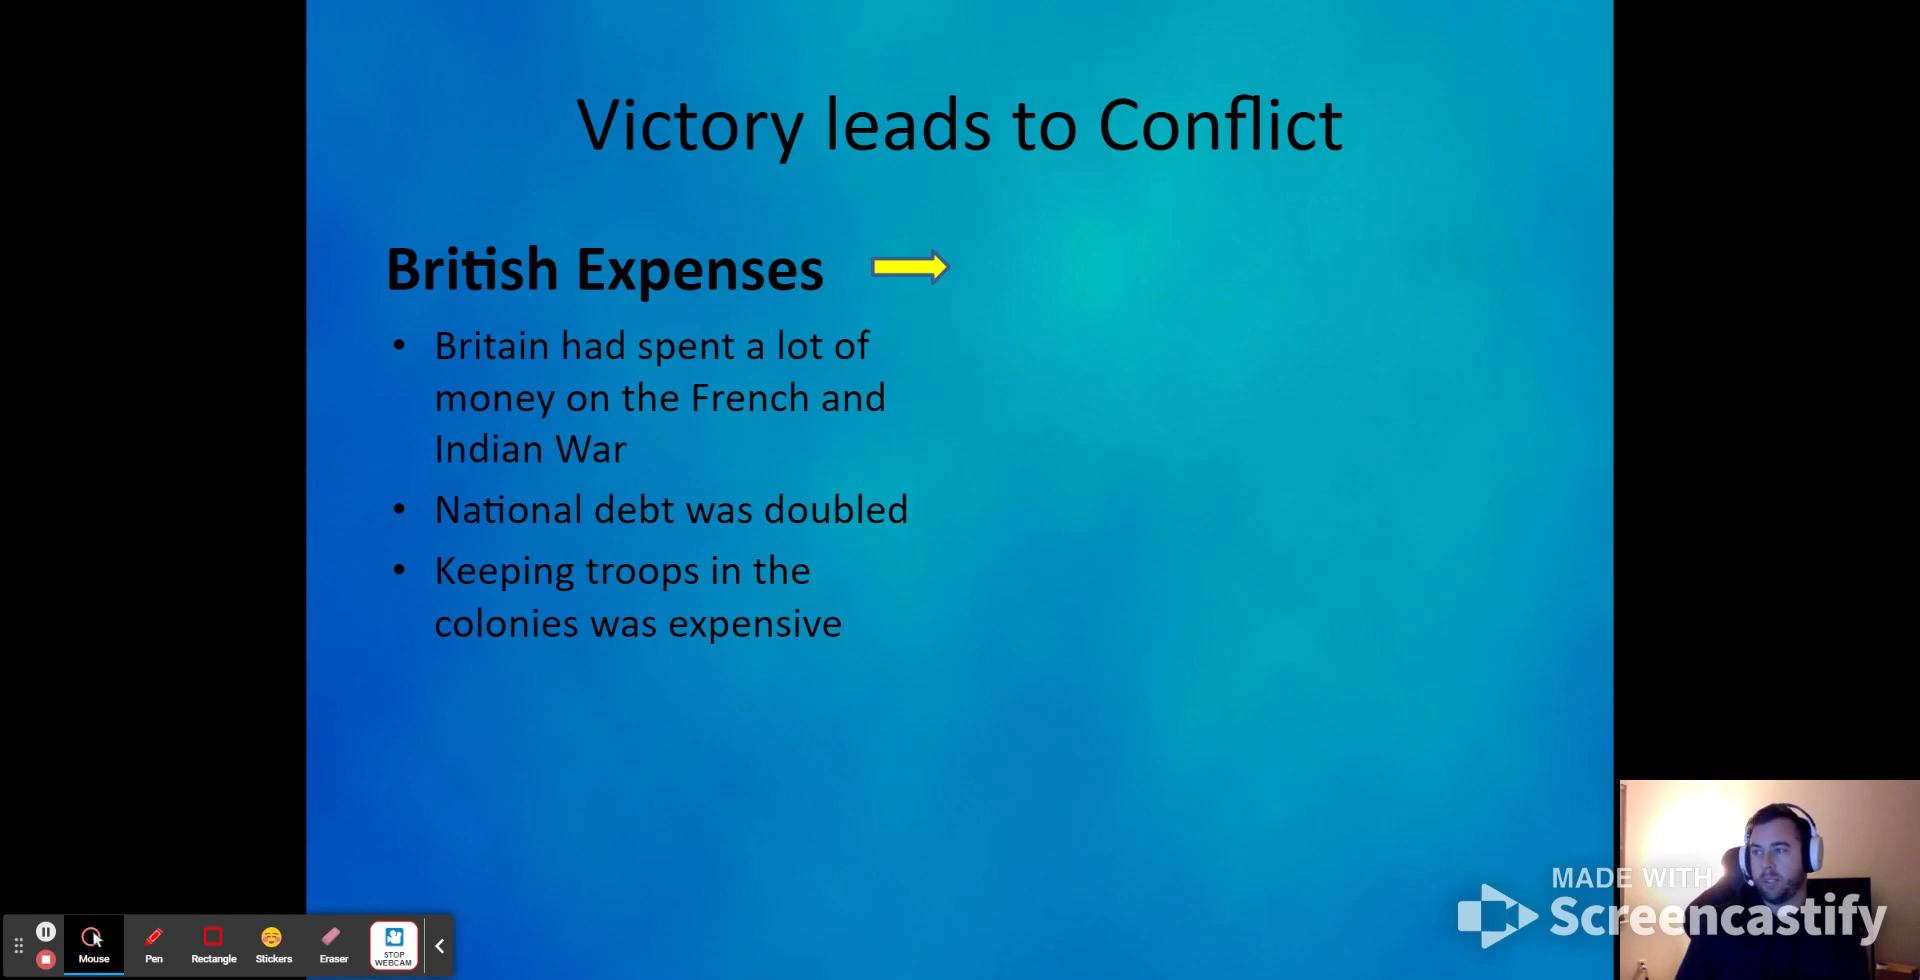 Victory leads to Conflict
British Expenses
• Britain had spent a lot of
money on the French and
Indian War
• National debt was doubled
• Keeping troops in the
colonies was expensive
MADE WITH
Screencastify
Mouse
Pen
Rectangle
Stickers
Eraser
STOP
WEBCAM